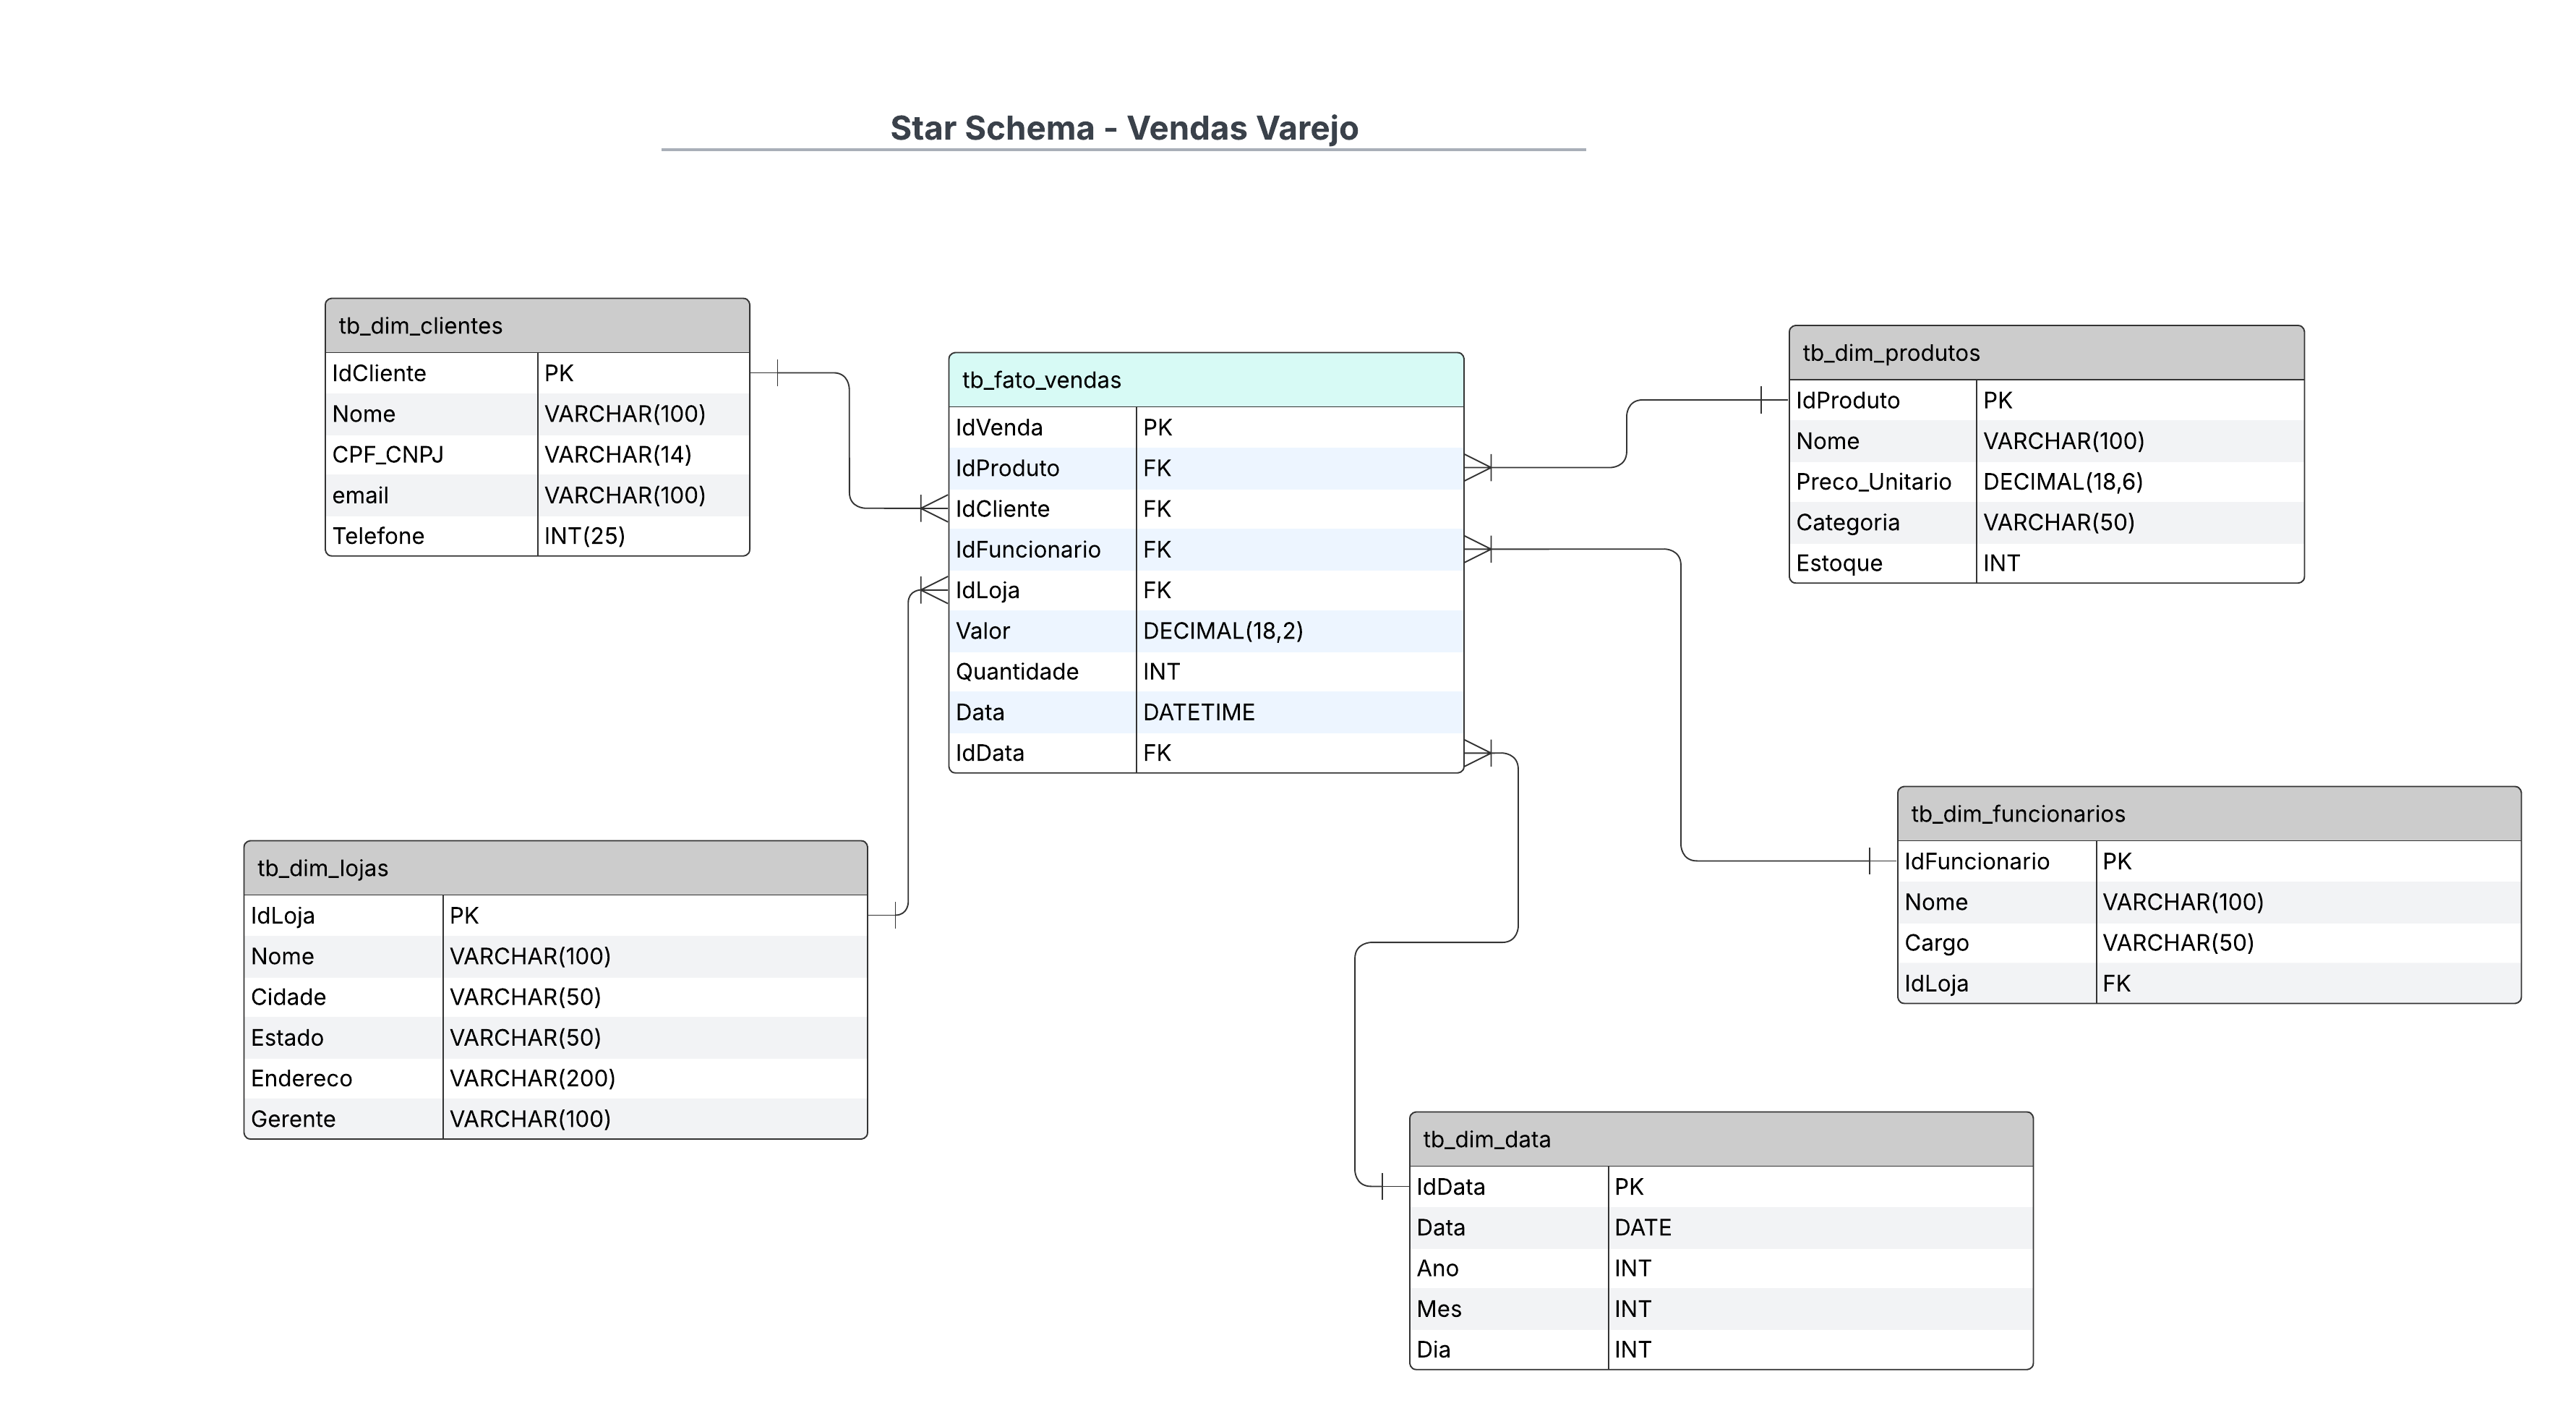 Star Schema - Vendas Varejo
tb_dim_clientes
IdCliente PK
Nome VARCHAR(100)
CPF_CNPJ VARCHAR(14)
email VARCHAR(100)
Telefone INT(25)
tb_fato_vendas
IdVenda PK
IdProduto FK
IdCliente FK
IdFuncionario FK
IdLoja FK
Valor DECIMAL(18,2)
Quantidade INT
Data DATETIME
IdData FK
tb_dim_produtos
IdProduto PK
Nome VARCHAR(100)
Preco_Unitario DECIMAL(18,6)
Categoria VARCHAR(50)
Estoque INT
tb_dim_lojas
IdLoja PK
Nome VARCHAR(100)
Cidade VARCHAR(50)
Estado VARCHAR(50)
Endereco VARCHAR(200)
Gerente VARCHAR(100)
tb_dim_funcionarios
IdFuncionario PK
Nome VARCHAR(100)
Cargo VARCHAR(50)
IdLoja FK
tb_dim_data
IdData PK
Data DATE
Ano INT
Mes INT
Dia INT